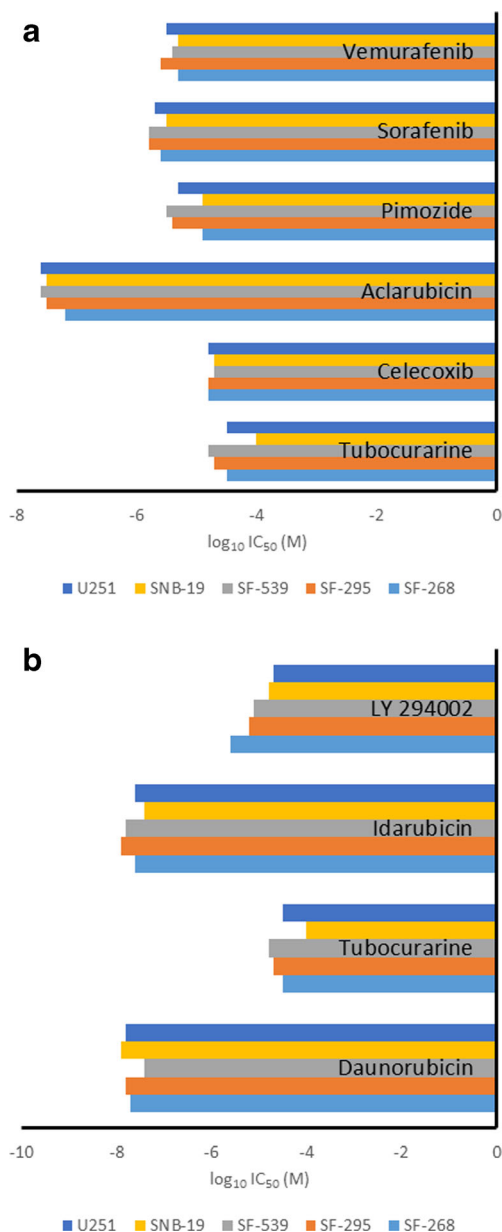 a
Vemurafenib
Sorafenib
Pimozide
Aclarubicin
Celecoxib
Tubocurarine
-8 -6 -4 -2 0
log₁₀ IC₅₀ (M)
U251 SNB-19 SF-539 SF-295 SF-268
b
LY 294002
Idarubicin
Tubocurarine
Daunorubicin
-10 -8 -6 -4 -2 0
log₁₀ IC₅₀ (M)
U251 SNB-19 SF-539 SF-295 SF-268